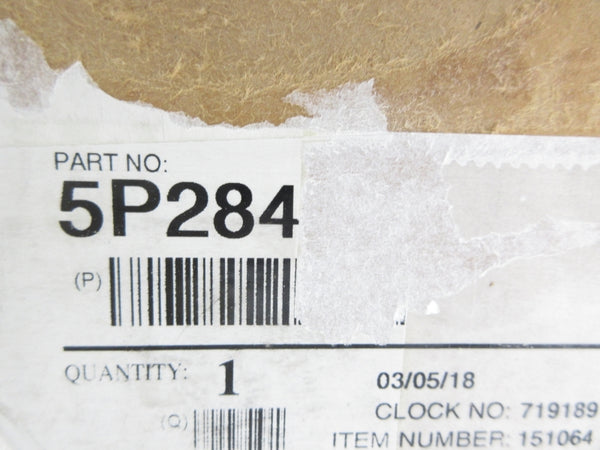 PART NO:
5P284
(P)
QUANTITY: 1
03/05/18
(Q)
CLOCK NO: 719189
ITEM NUMBER: 151064